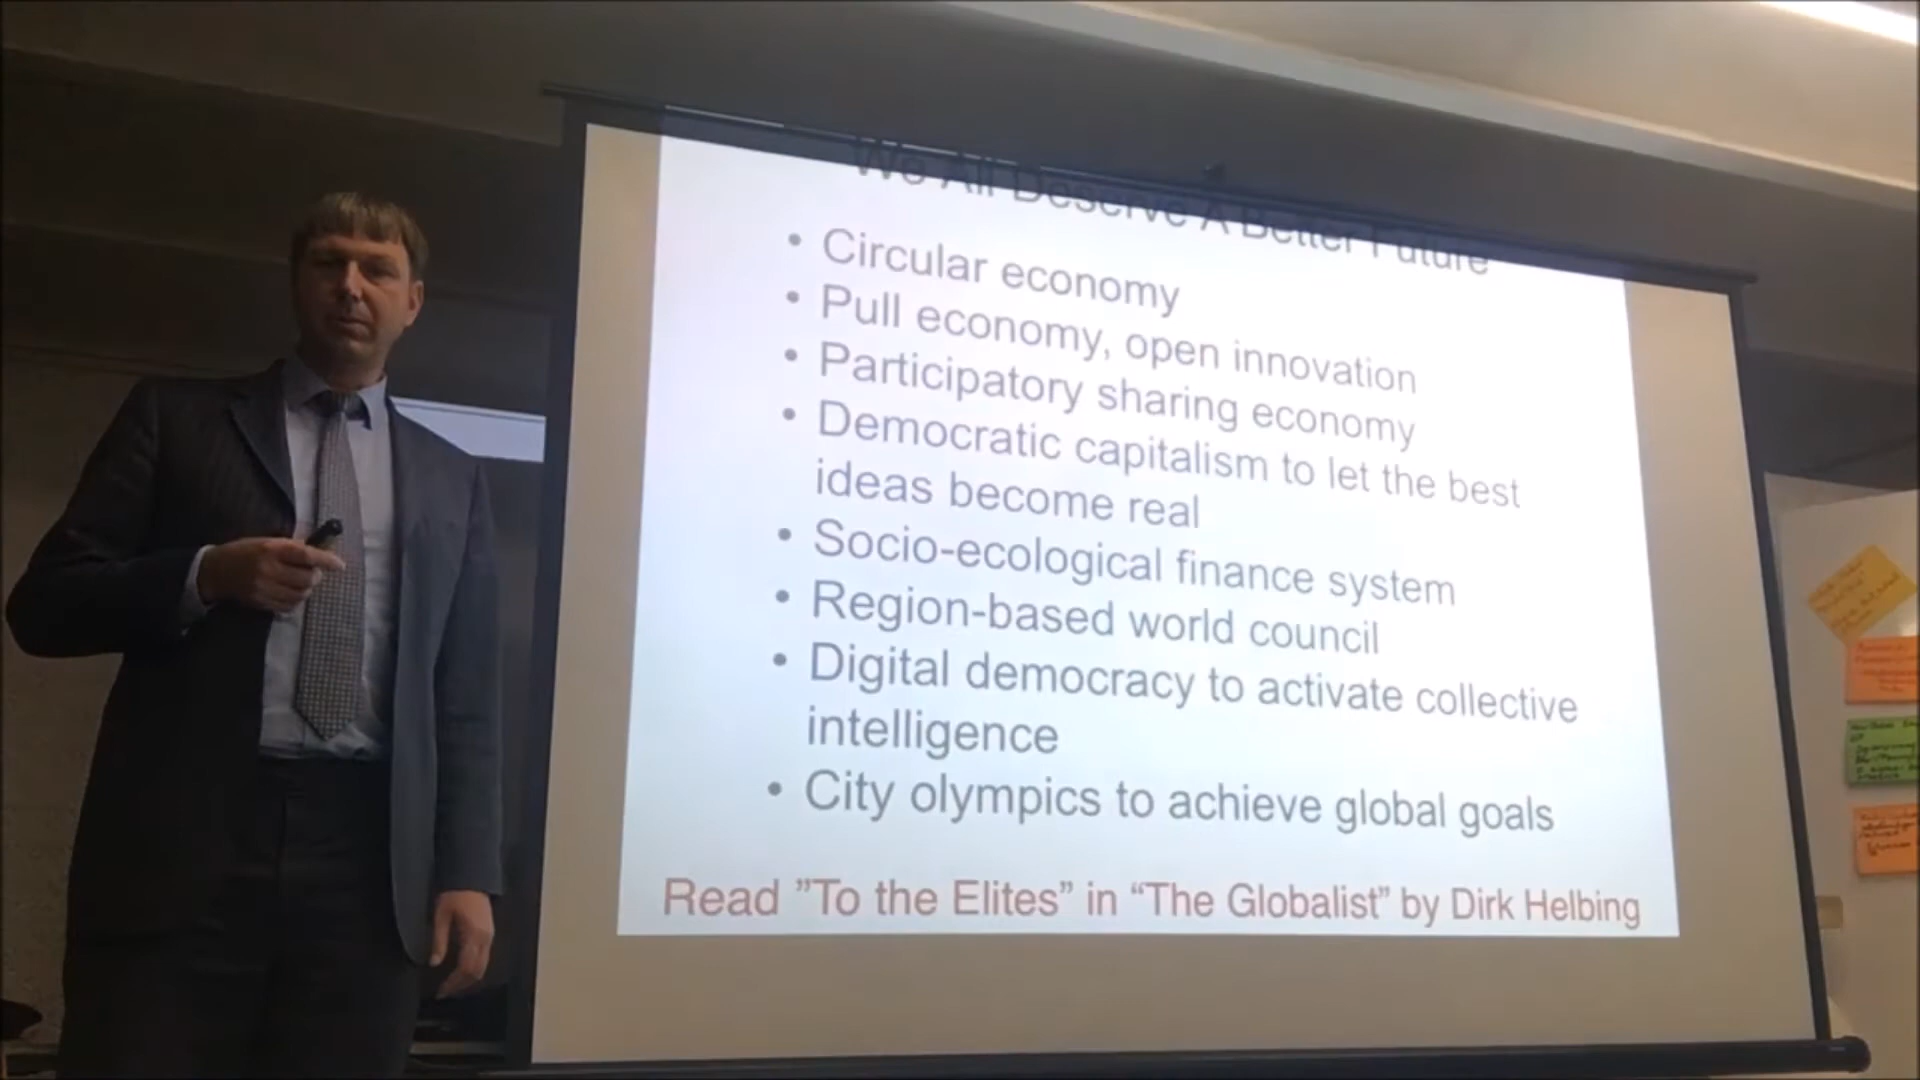 We All Deserve A Better Future
• Circular economy
• Pull economy, open innovation
• Participatory sharing economy
• Democratic capitalism to let the best
ideas become real
• Socio-ecological finance system
• Region-based world council
• Digital democracy to activate collective
intelligence
• City olympics to achieve global goals
Read ”To the Elites” in “The Globalist” by Dirk Helbing